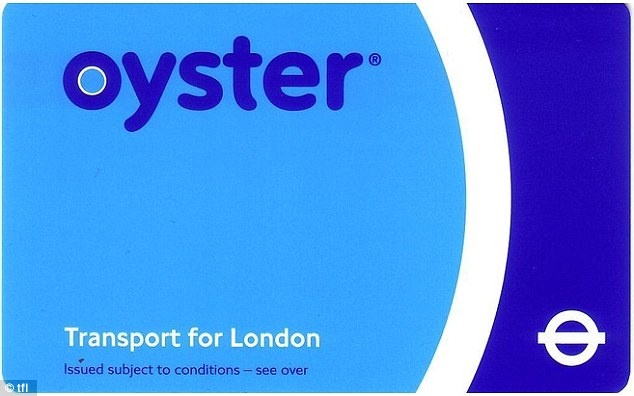 oyster®
Transport for London
Issued subject to conditions – see over
© tfl